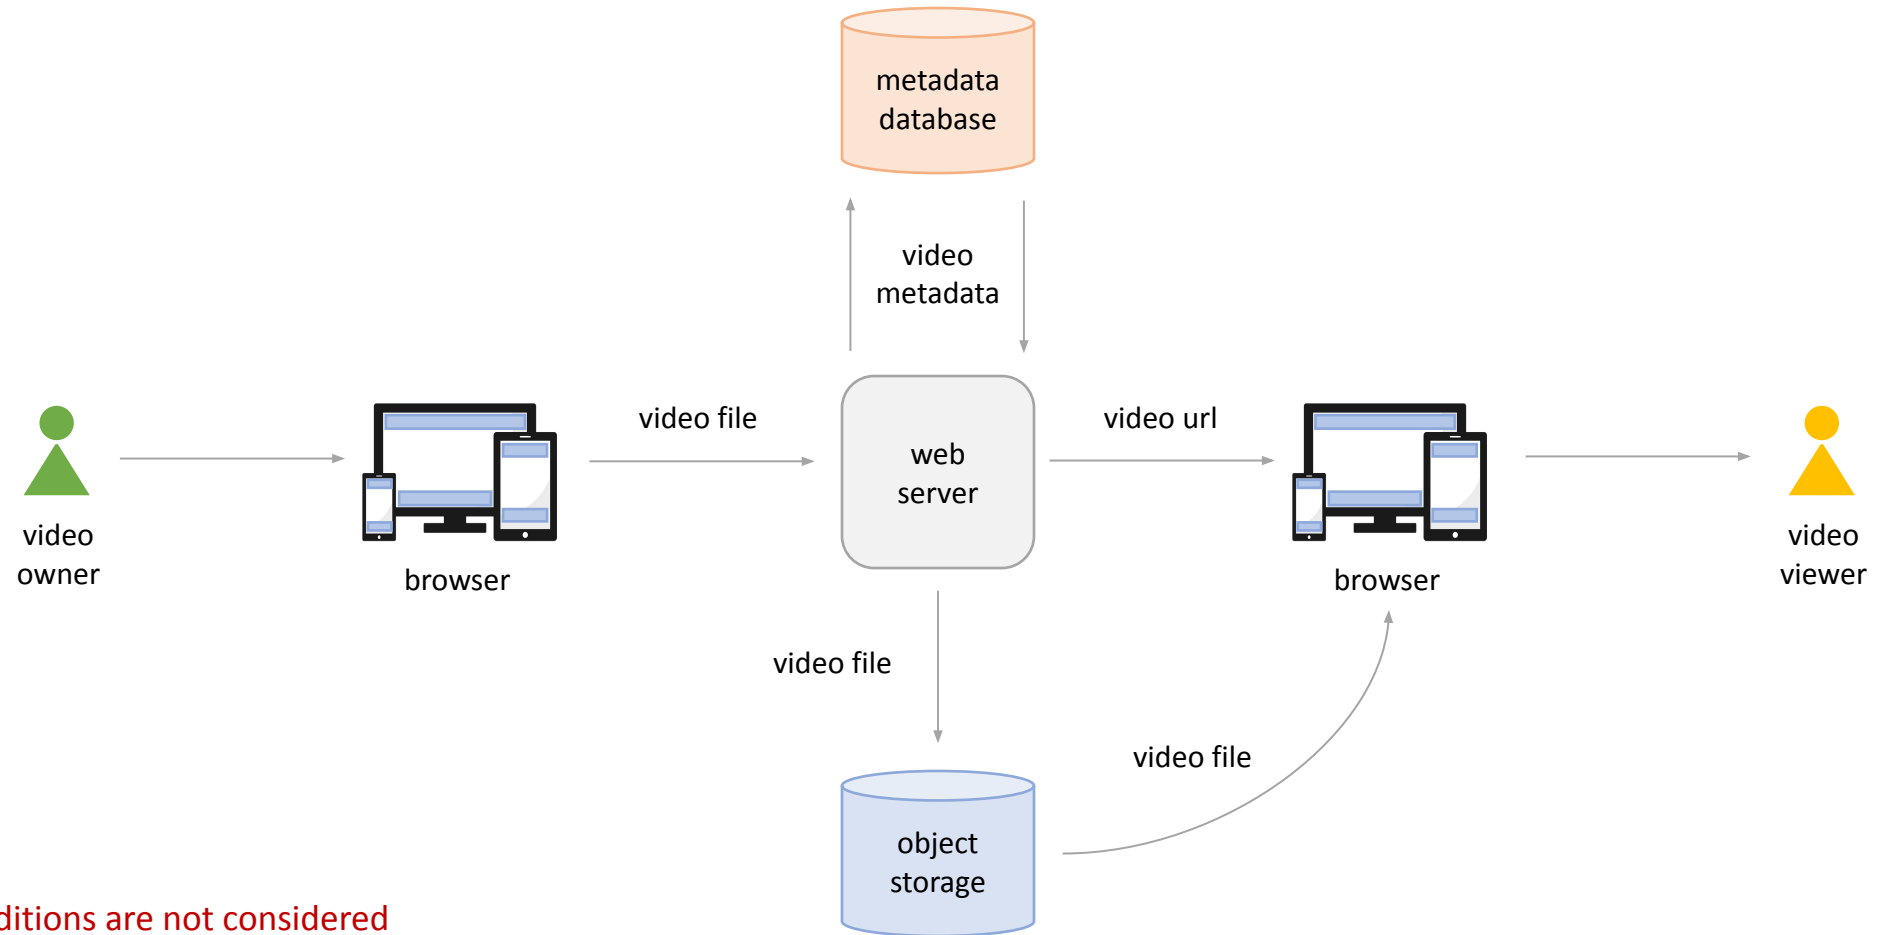 metadata
database
video
metadata
video file
video url
web
server
video
owner
browser
browser
video
viewer
video file
video file
object
storage
ditions are not considered